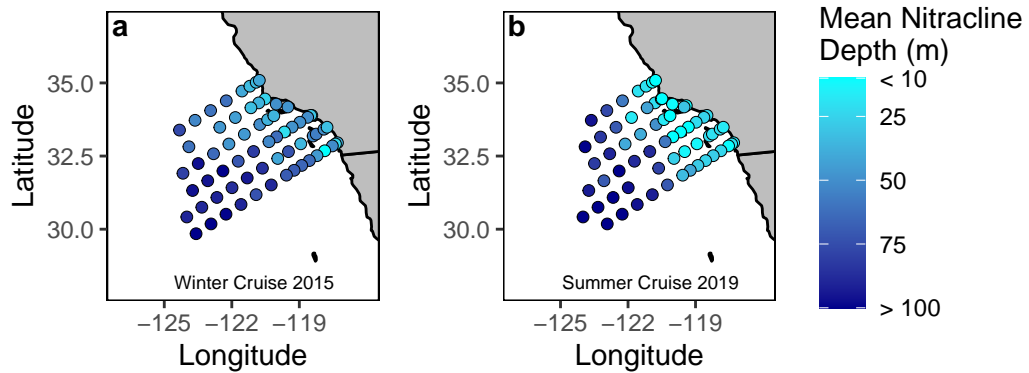 a
Latitude
35.0
32.5
30.0
Winter Cruise 2015
−125 −122 −119
Longitude
b
Latitude
35.0
32.5
30.0
Summer Cruise 2019
−125 −122 −119
Longitude
Mean Nitracline
Depth (m)
< 10
25
50
75
> 100